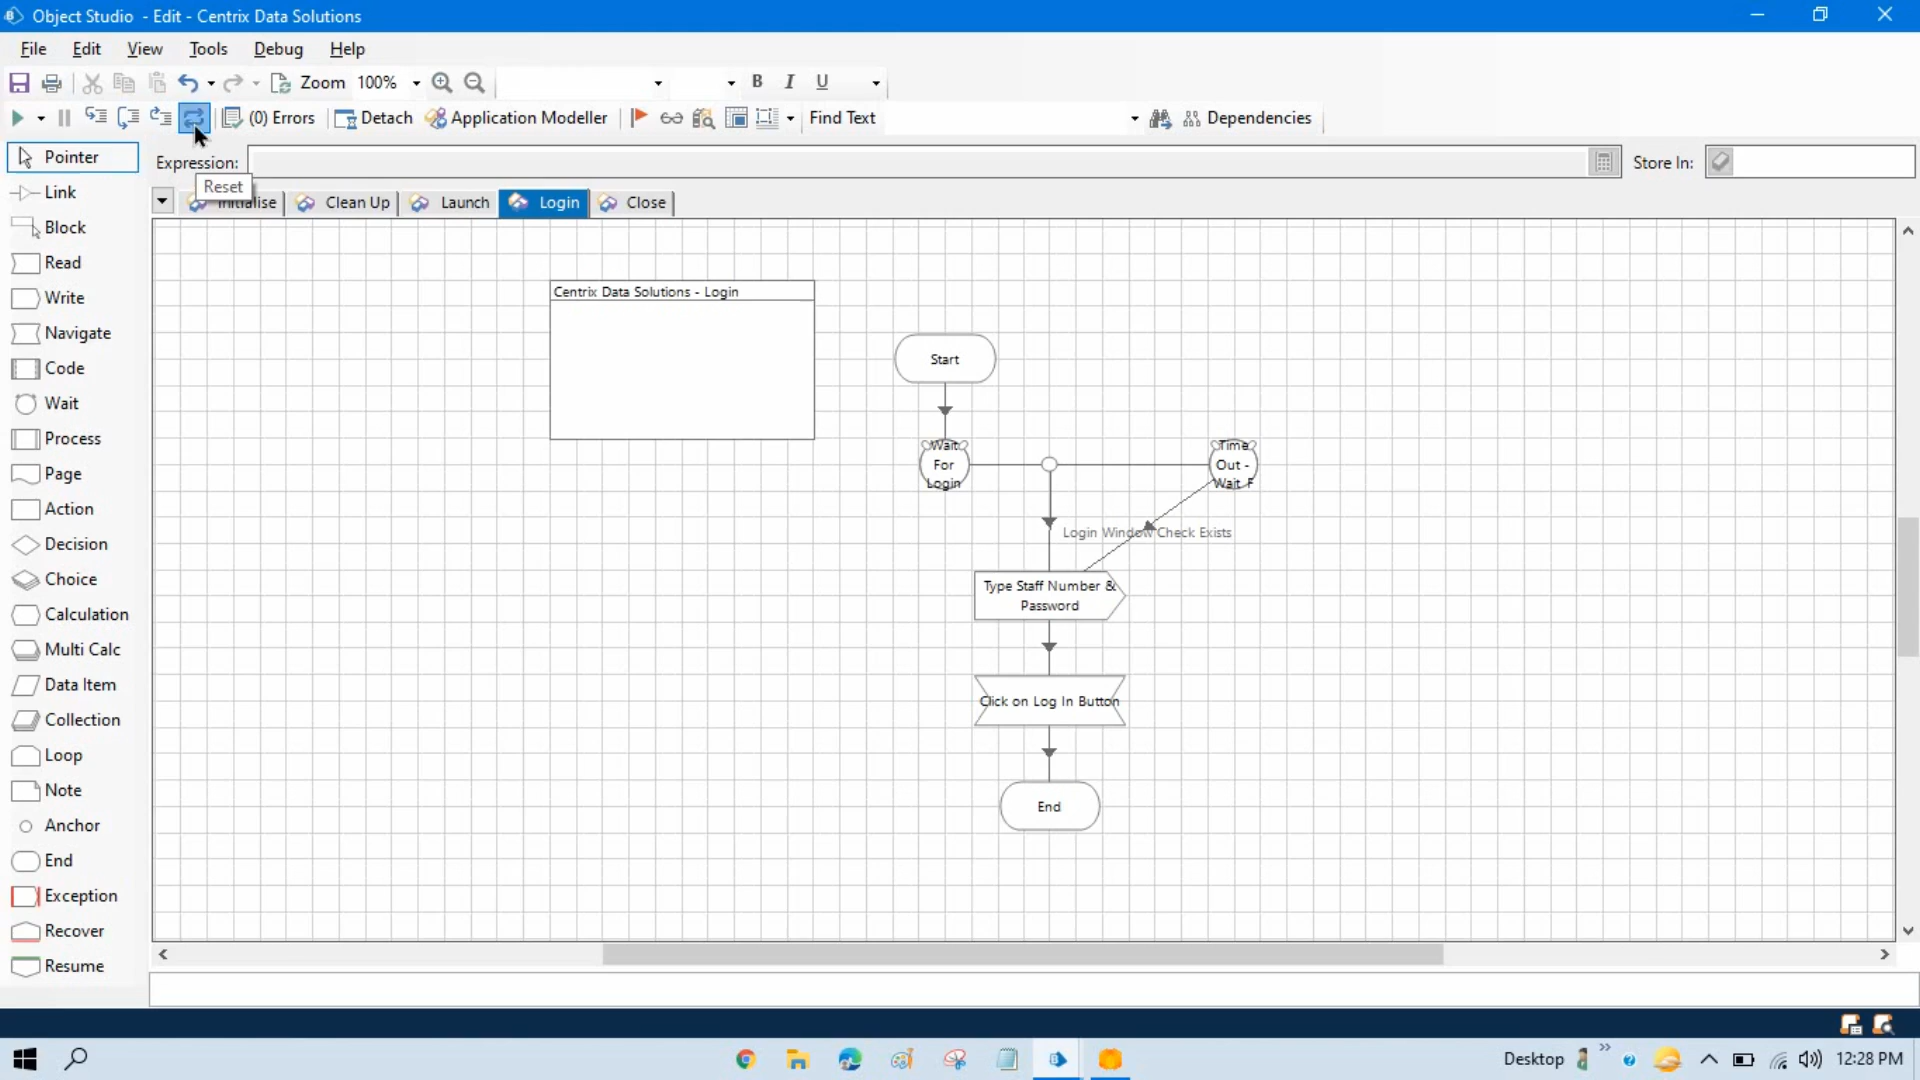 Object Studio - Edit - Centrix Data Solutions
File Edit View Tools Debug Help
Zoom 100% B I U
(0) Errors Detach Application Modeller Find Text Dependencies
Expression: Store In:
Reset
Initialise Clean Up Launch Login Close
Pointer
Link
Block
Read
Write
Navigate
Code
Wait
Process
Page
Action
Decision
Choice
Calculation
Multi Calc
Data Item
Collection
Loop
Note
Anchor
End
Exception
Recover
Resume
Centrix Data Solutions - Login
Start
Wait
For
Login
Time
Out -
Wait F
Login Window Check Exists
Type Staff Number &
Password
Click on Log In Button
End
Desktop 12:28 PM